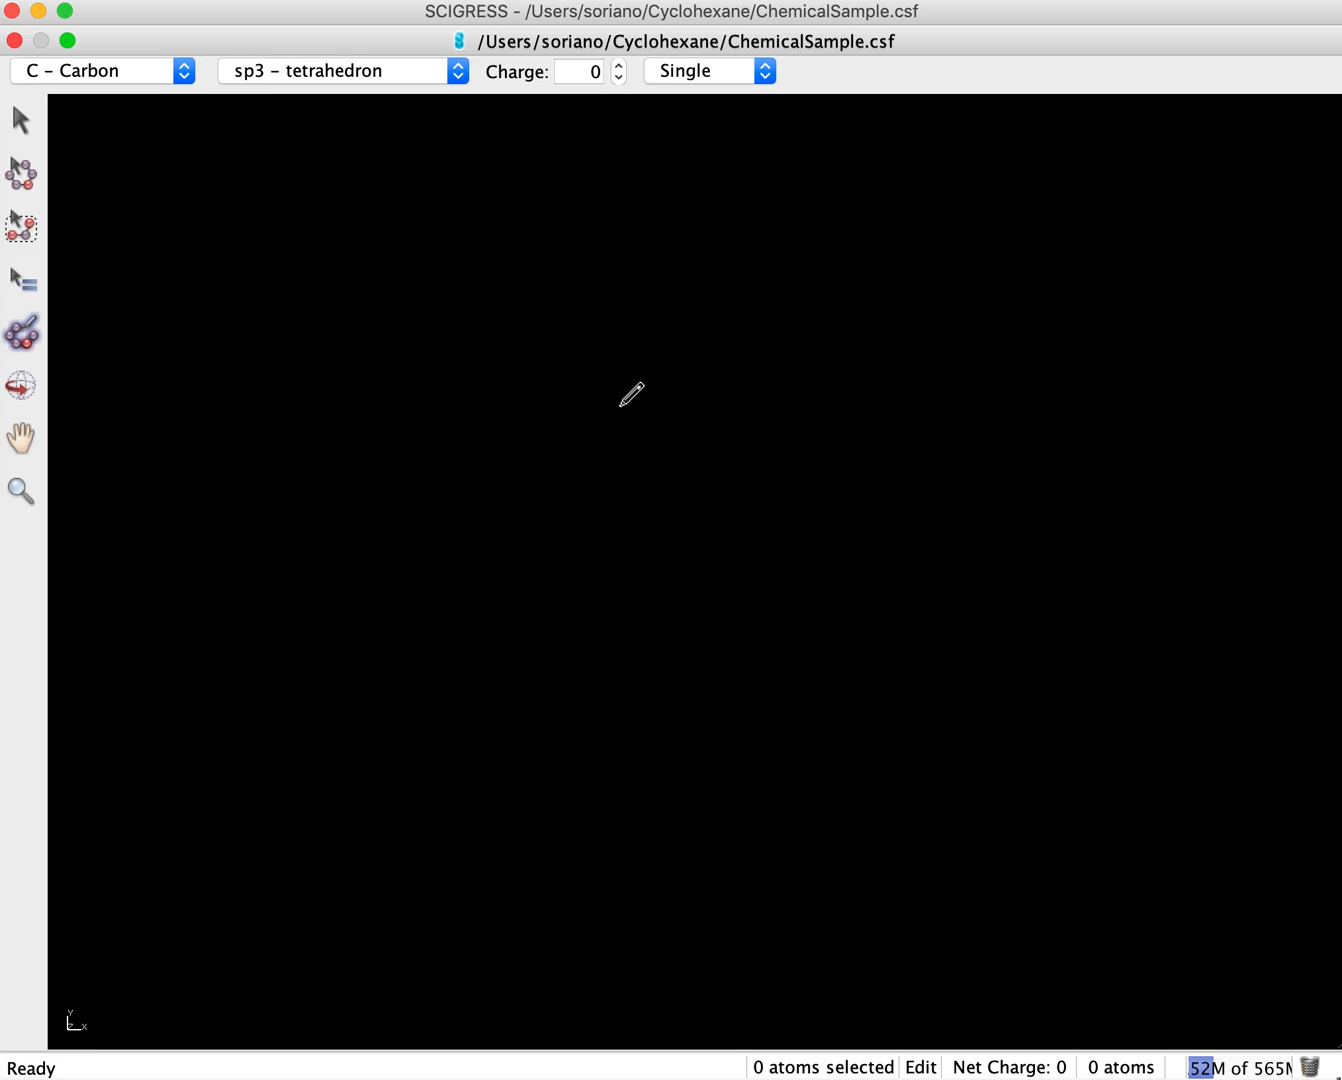 SCIGRESS - /Users/soriano/Cyclohexane/ChemicalSample.csf
/Users/soriano/Cyclohexane/ChemicalSample.csf
C - Carbon sp3 - tetrahedron Charge: 0 Single
Y
Z X
Ready 0 atoms selected Edit Net Charge: 0 0 atoms 52M of 565M